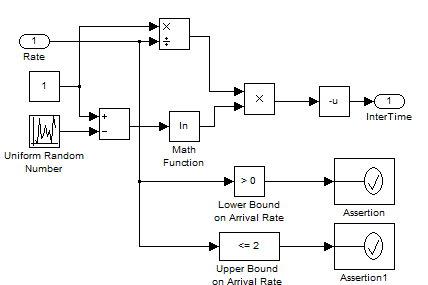 ×
÷
1
Rate
1
+
−
Uniform Random
Number
ln
Math
Function
×
-u
1
InterTime
> 0
Lower Bound
on Arrival Rate
Assertion
<= 2
Upper Bound
on Arrival Rate
Assertion1